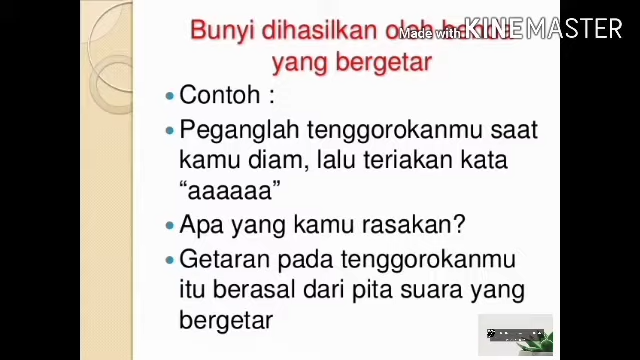 Bunyi dihasilkan oleh
Made with KINEMASTER
yang bergetar
• Contoh :
• Peganglah tenggorokanmu saat
kamu diam, lalu teriakan kata
“aaaaaa”
• Apa yang kamu rasakan?
• Getaran pada tenggorokanmu
itu berasal dari pita suara yang
bergetar